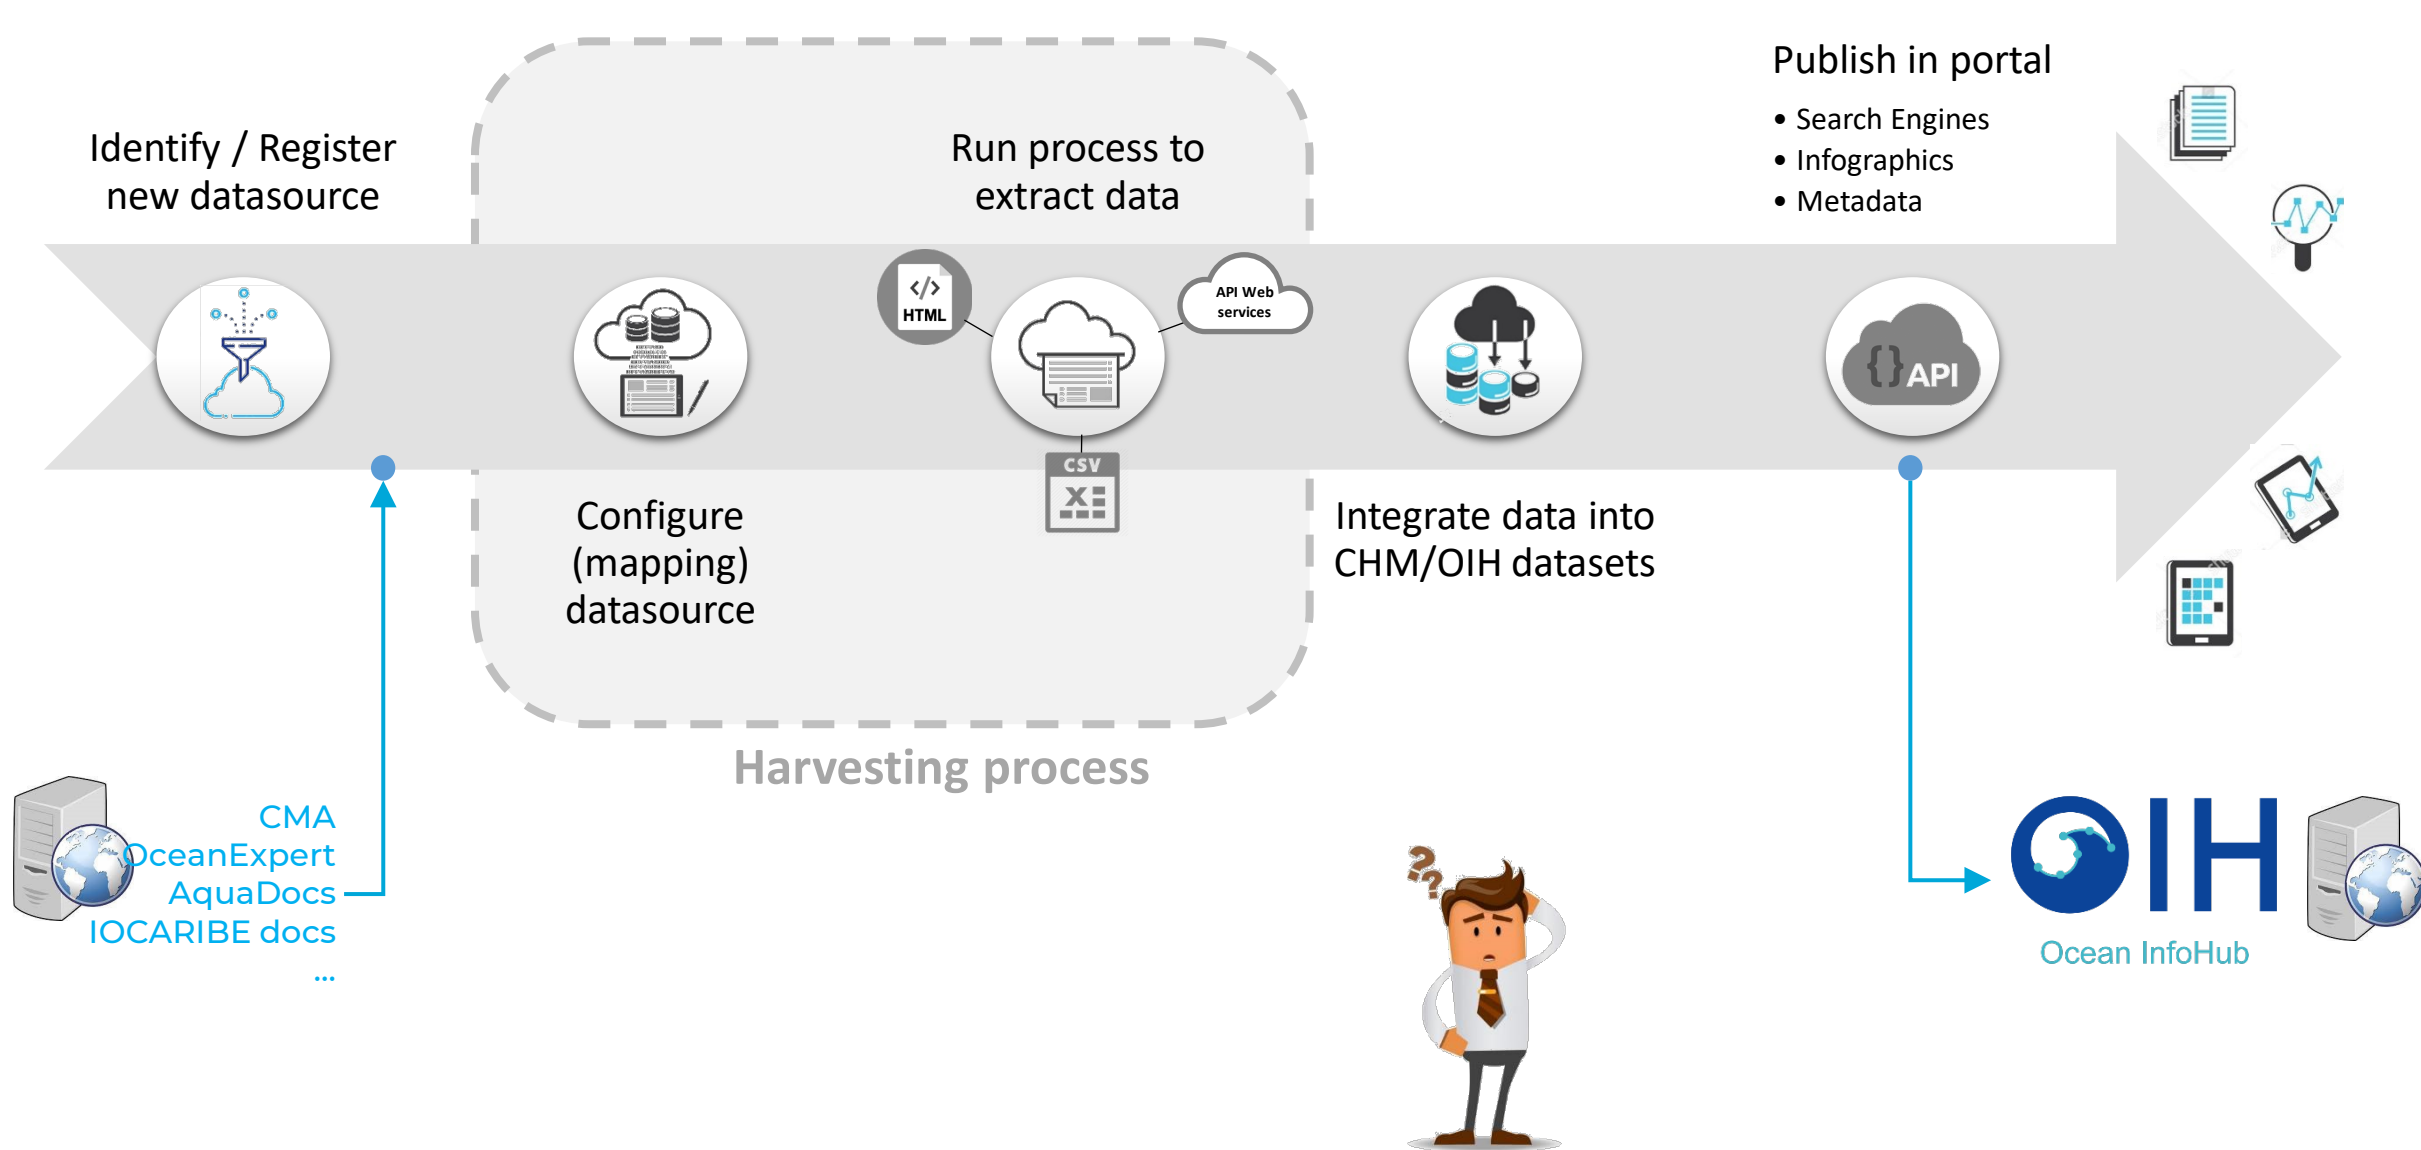 Identify / Register
new datasource
Run process to
extract data
Publish in portal
• Search Engines
• Infographics
• Metadata
</>
HTML
API Web
services
{} API
CSV
X
Configure
(mapping)
datasource
Integrate data into
CHM/OIH datasets
Harvesting process
CMA
OceanExpert
AquaDocs
IOCARIBE docs
...
??
??
OIH
Ocean InfoHub